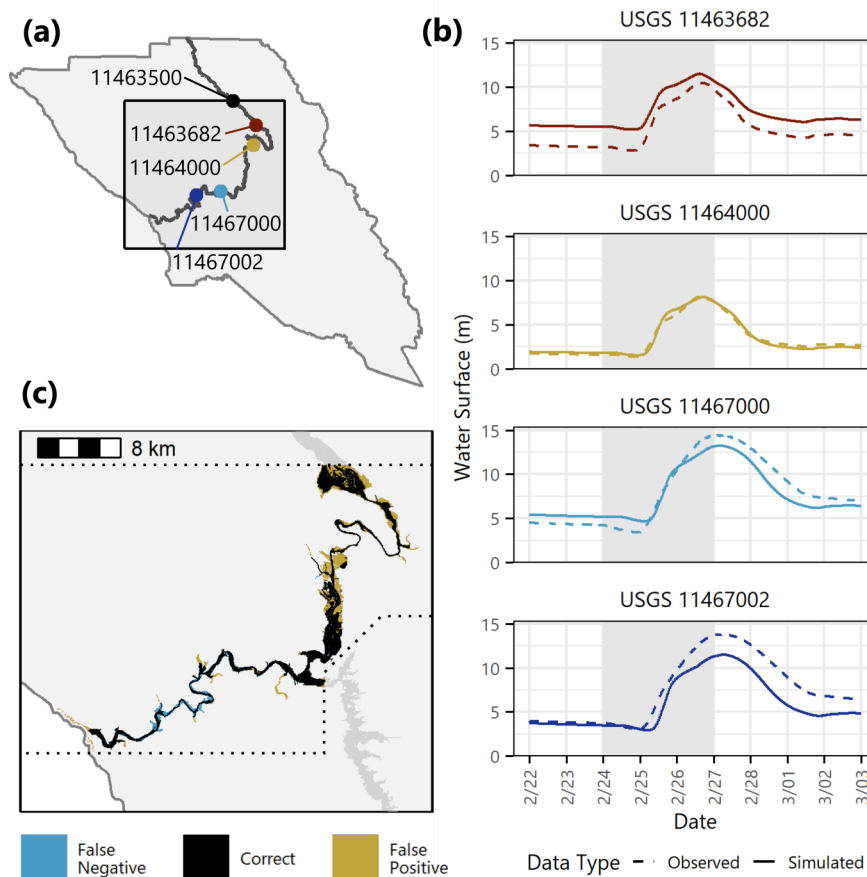 (a)
11463500
11463682
11464000
11467000
11467002
(b)
USGS 11463682
15
10
5
0
USGS 11464000
15
10
5
0
USGS 11467000
15
10
5
0
USGS 11467002
15
10
5
0
Water Surface (m)
2/22
2/23
2/24
2/25
2/26
2/27
2/28
3/01
3/02
3/03
Date
Data Type Observed Simulated
(c)
8 km
False
Negative
Correct
False
Positive